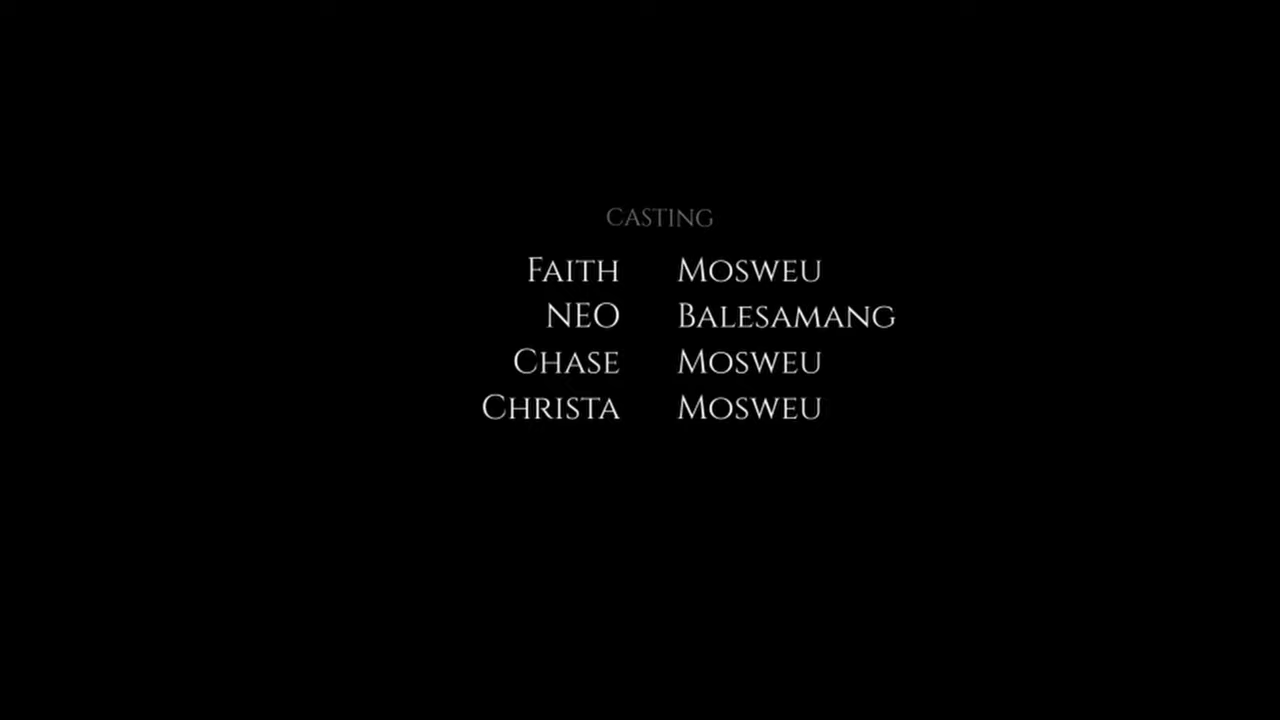 Casting
Faith Mosweu
NEO Balesamang
Chase Mosweu
Christa Mosweu